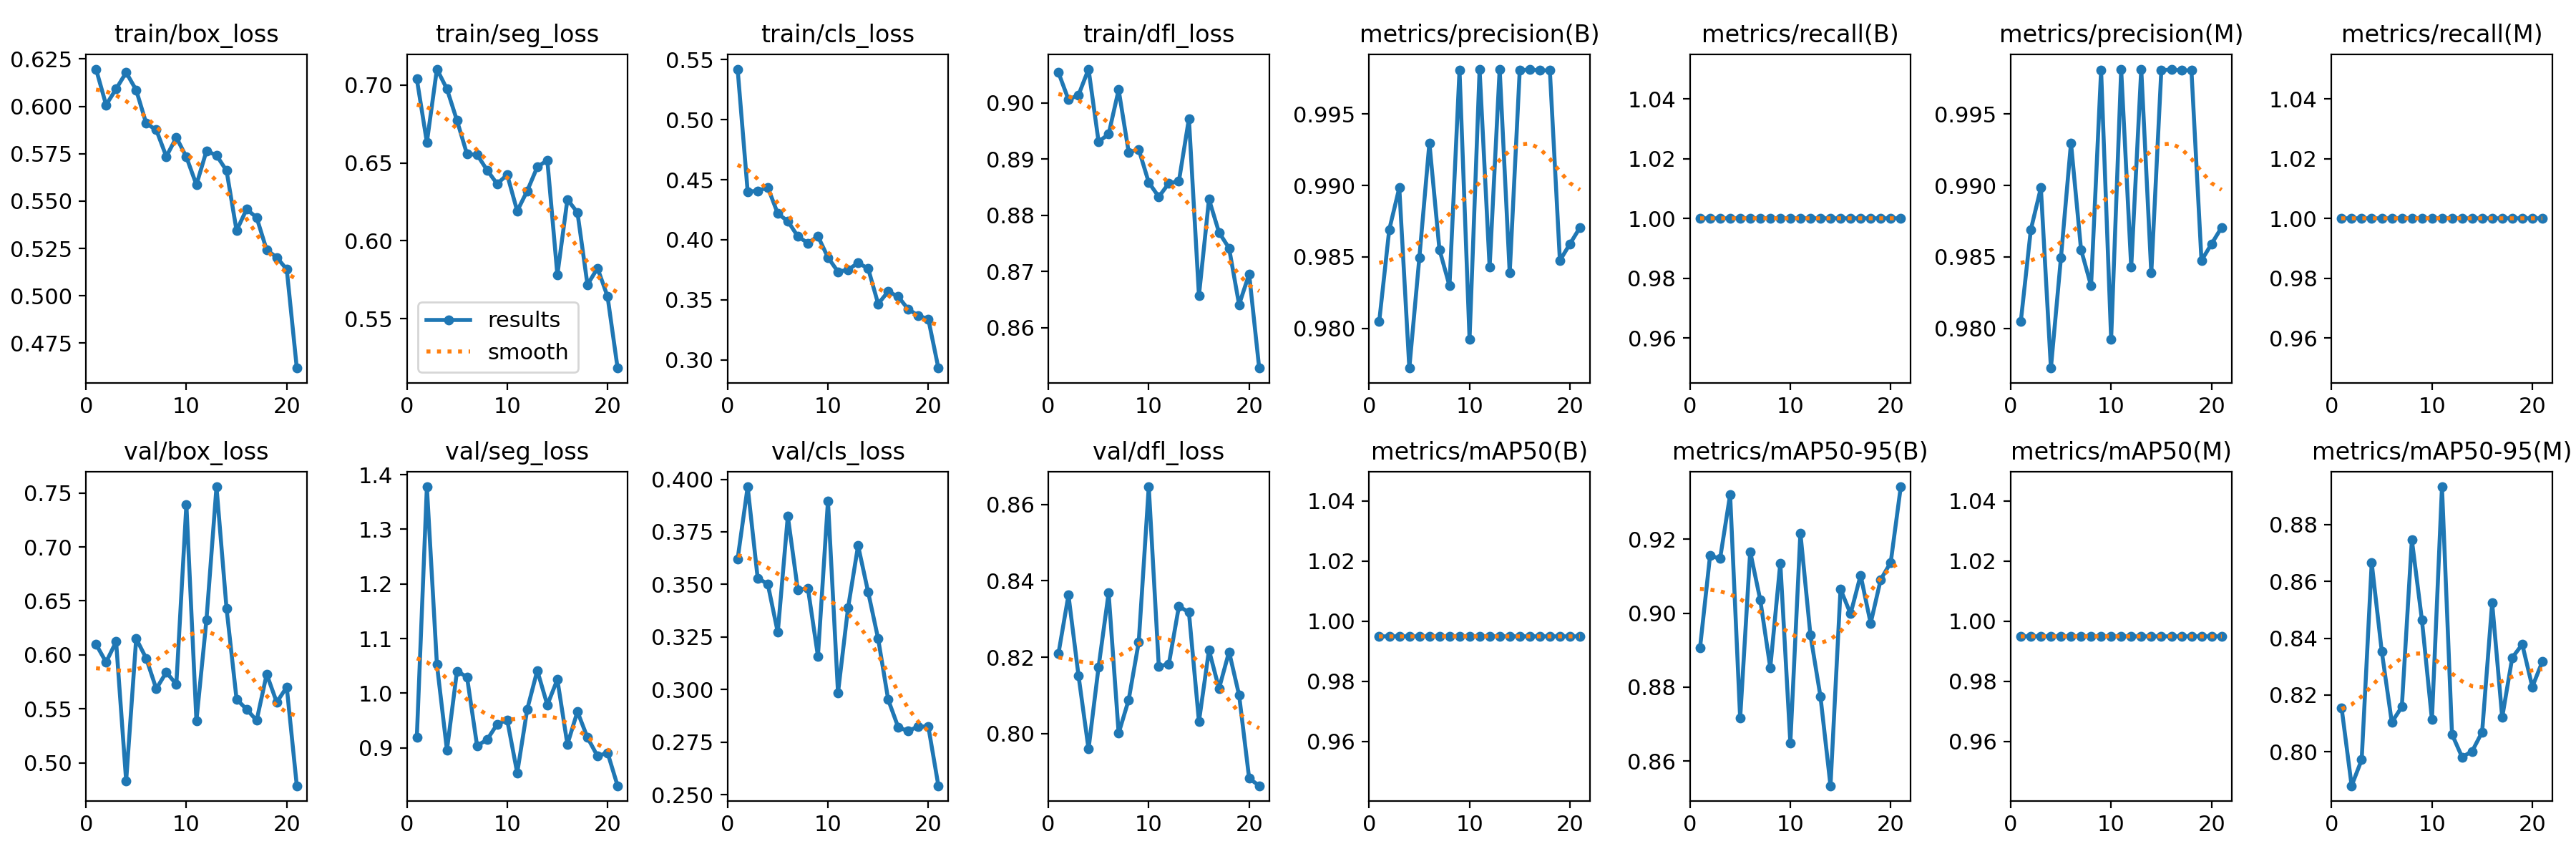 train/box_loss
0.625
0.600
0.575
0.550
0.525
0.500
0.475
0 10 20
train/seg_loss
0.70
0.65
0.60
0.55
results
smooth
0 10 20
train/cls_loss
0.55
0.50
0.45
0.40
0.35
0.30
0 10 20
train/dfl_loss
0.90
0.89
0.88
0.87
0.86
0 10 20
metrics/precision(B)
0.995
0.990
0.985
0.980
0 10 20
metrics/recall(B)
1.04
1.02
1.00
0.98
0.96
0 10 20
metrics/precision(M)
0.995
0.990
0.985
0.980
0 10 20
metrics/recall(M)
1.04
1.02
1.00
0.98
0.96
0 10 20
val/box_loss
0.75
0.70
0.65
0.60
0.55
0.50
0 10 20
val/seg_loss
1.4
1.3
1.2
1.1
1.0
0.9
0 10 20
val/cls_loss
0.400
0.375
0.350
0.325
0.300
0.275
0.250
0 10 20
val/dfl_loss
0.86
0.84
0.82
0.80
0 10 20
metrics/mAP50(B)
1.04
1.02
1.00
0.98
0.96
0 10 20
metrics/mAP50-95(B)
0.92
0.90
0.88
0.86
0 10 20
metrics/mAP50(M)
1.04
1.02
1.00
0.98
0.96
0 10 20
metrics/mAP50-95(M)
0.88
0.86
0.84
0.82
0.80
0 10 20